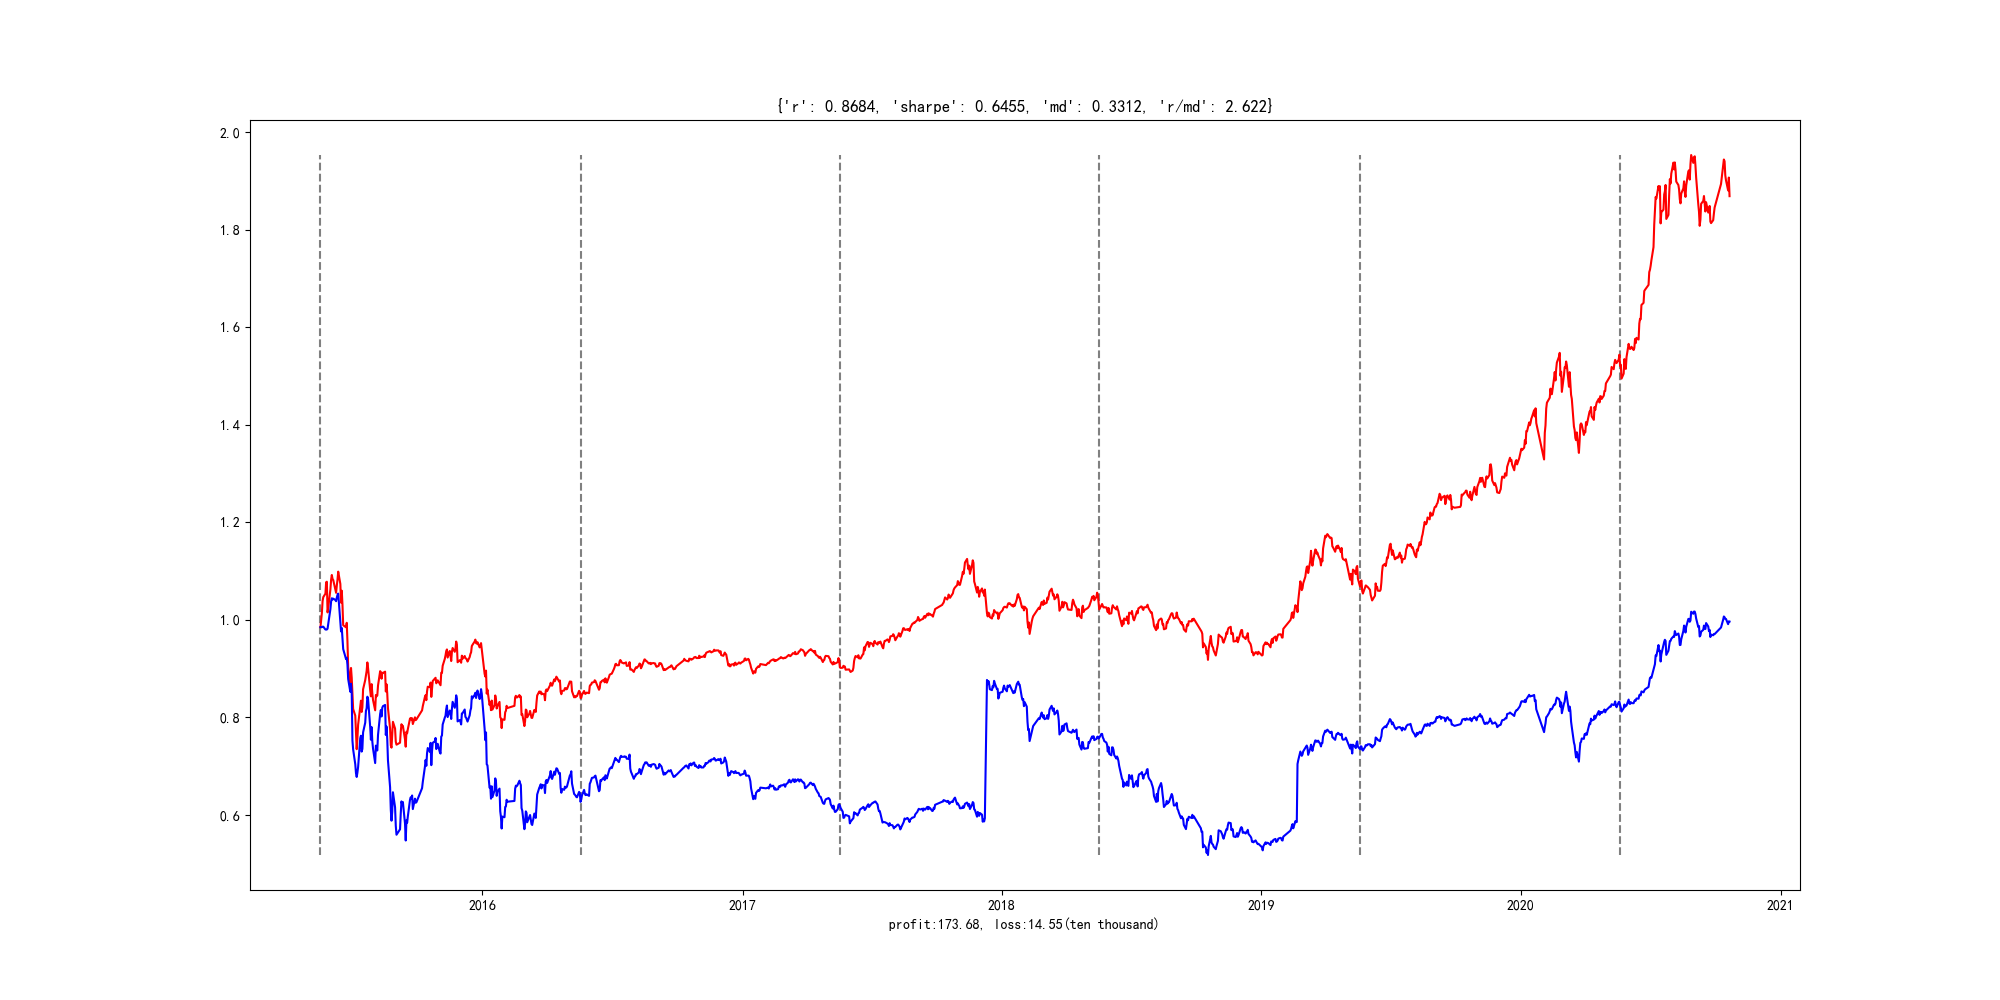 {'r': 0.8684, 'sharpe': 0.6455, 'md': 0.3312, 'r/md': 2.622}
2.0
1.8
1.6
1.4
1.2
1.0
0.8
0.6
2016 2017 2018 2019 2020 2021
profit:173.68, loss:14.55(ten thousand)